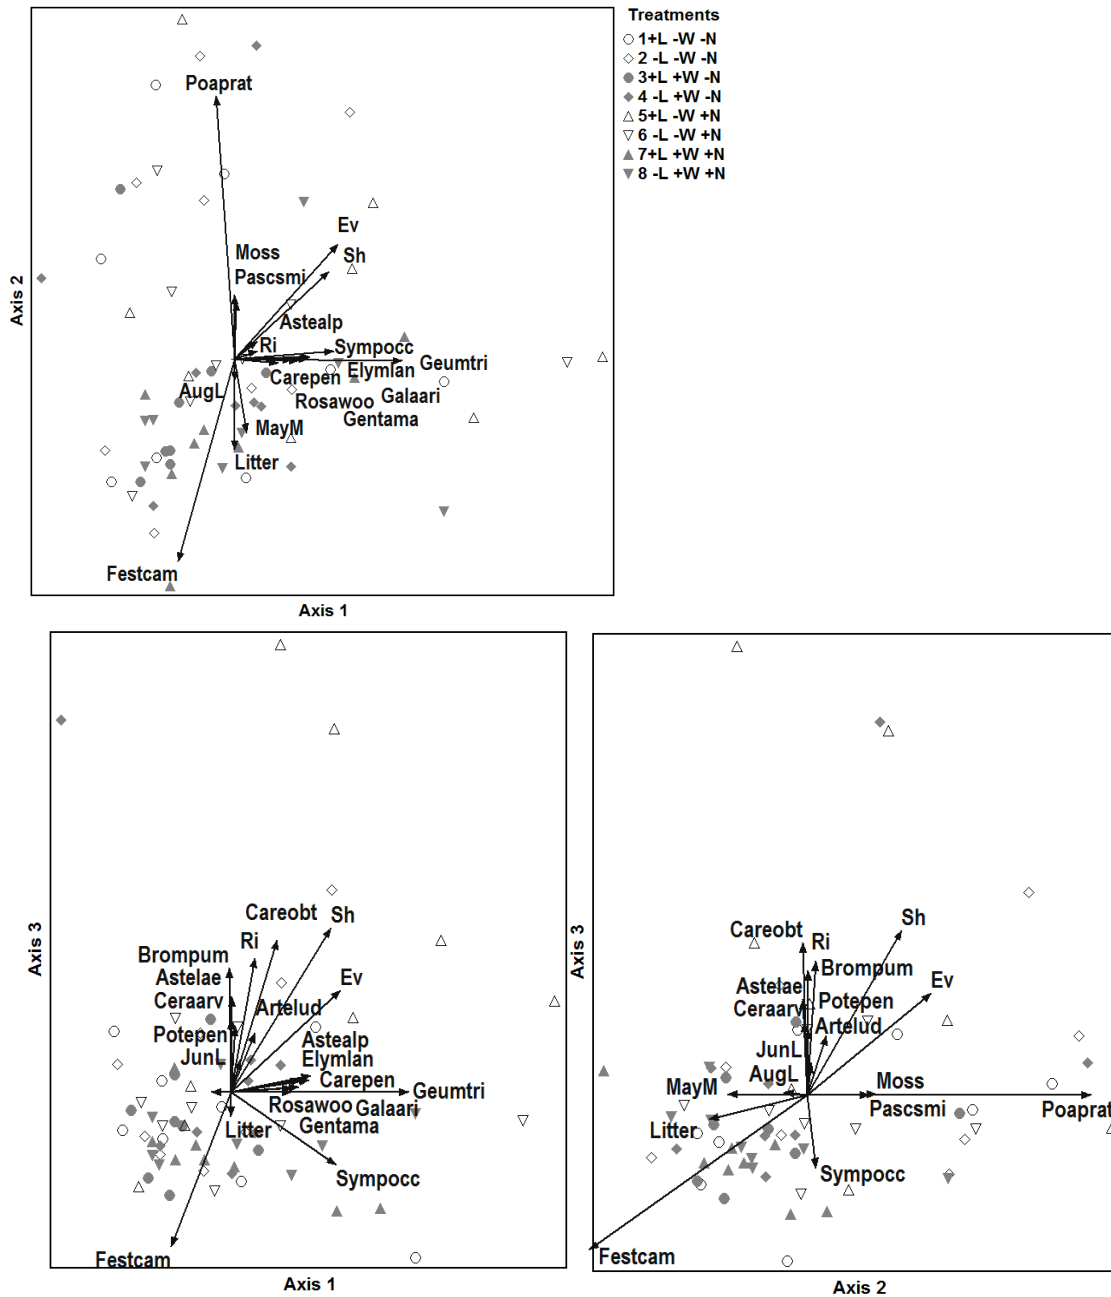 Treatments
1+L -W -N
2 -L -W -N
3+L +W -N
4 -L +W -N
5+L -W +N
6 -L -W +N
7+L +W +N
8 -L +W +N
Poaprat
Ev
Moss
Sh
Pascsmi
Astealp
Ri
Sympocc
Geumtri
Carepen
Elymlan
AugL
Rosawoo
Galaari
Gentama
MayM
Litter
Festcam
Axis 2
Axis 1
Careobt
Sh
Ri
Brompum
Astelae
Ev
Ceraarv
Artelud
Potepen
Astealp
JunL
Elymlan
Carepen
Geumtri
Rosawoo
Galaari
Litter
Gentama
Sympocc
Festcam
Axis 3
Axis 1
Sh
Careobt
Ri
Brompum
Astelae
Ev
Ceraarv
Potepen
Artelud
JunL
AugL
MayM
Moss
Litter
Pascsmi
Poaprat
Sympocc
Festcam
Axis 3
Axis 2